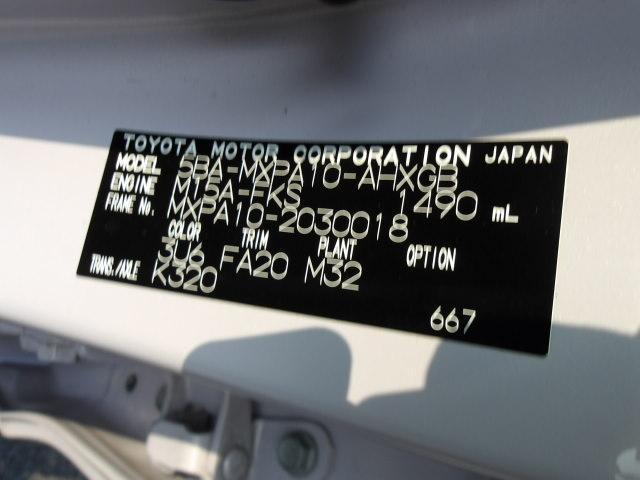 TOYOTA MOTOR CORPORATION JAPAN
MODEL 5BA-MXPA10-AHXGB
ENGINE M15A-FKS 1490 mL
FRAME No. MXPA10-2030018
COLOR TRIM PLANT OPTION
3U6 FA20 M32
TRANS./AXLE K320
667